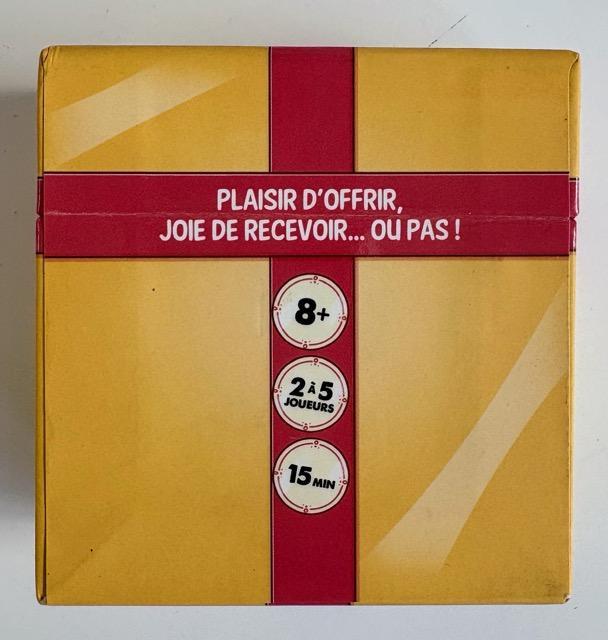 PLAISIR D'OFFRIR,
JOIE DE RECEVOIR... OU PAS !
8+
2 À 5
JOUEURS
15 MIN